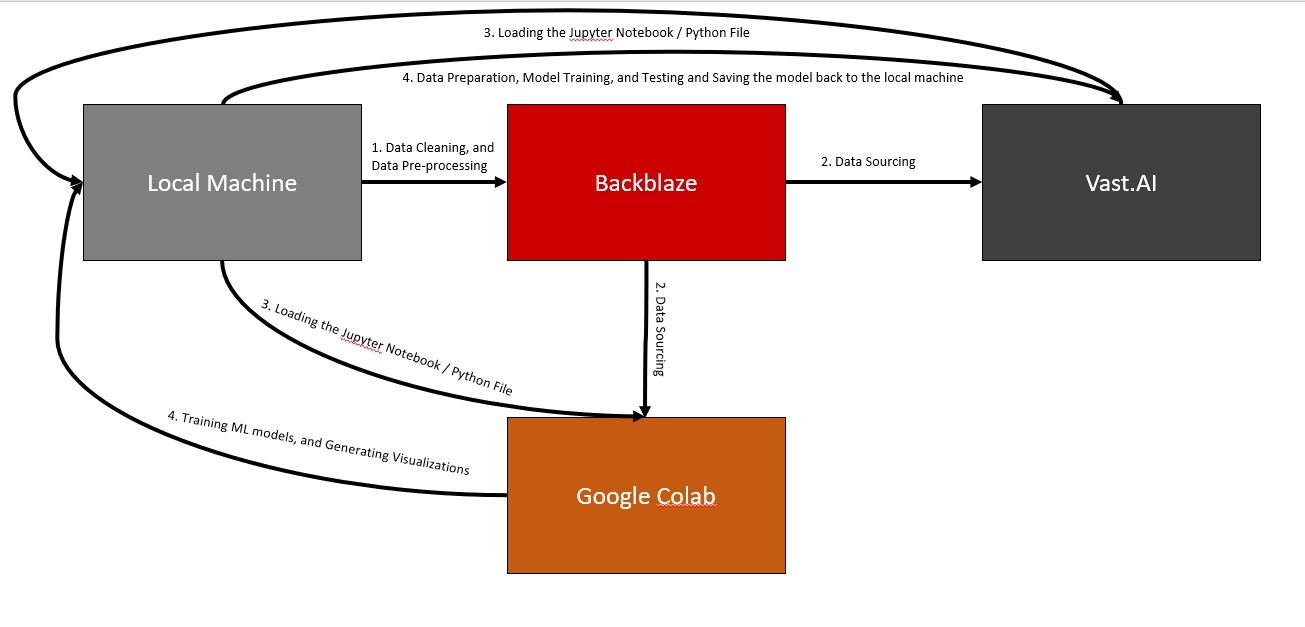 3. Loading the Jupyter Notebook / Python File
4. Data Preparation, Model Training, and Testing and Saving the model back to the local machine
1. Data Cleaning, and
Data Pre-processing
2. Data Sourcing
Local Machine
Backblaze
Vast.AI
3. Loading the Jupyter Notebook / Python File
2. Data Sourcing
4. Training ML models, and Generating Visualizations
Google Colab